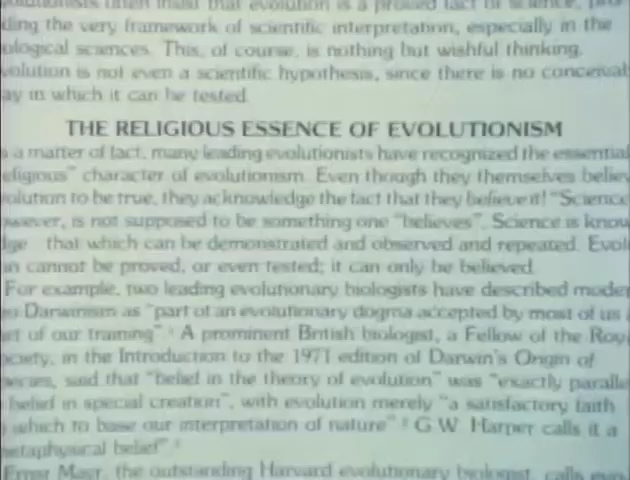 olutionists often insist that evolution is a proved fact of science, pro
ding the very framework of scientific interpretation, especially in the
ological sciences. This, of course, is nothing but wishful thinking.
volution is not even a scientific hypothesis, since there is no conceivab
ay in which it can be tested.
THE RELIGIOUS ESSENCE OF EVOLUTIONISM
s a matter of fact, many leading evolutionists have recognized the essential
eligious" character of evolutionism. Even though they themselves believ
volution to be true, they acknowledge the fact that they believe it! "Science
owever, is not supposed to be something one "believes". Science is know
dge that which can be demonstrated and observed and repeated. Evol
on cannot be proved, or even tested; it can only be believed.
For example, two leading evolutionary biologists have described moder
eo Darwinism as "part of an evolutionary dogma accepted by most of us
art of our training" A prominent British biologist, a Fellow of the Roy
ociety, in the Introduction to the 1971 edition of Darwin's Origin of
pecies, said that "belief in the theory of evolution" was "exactly paralle
belief in special creation", with evolution merely "a satisfactory faith
which to base our interpretation of nature" G.W. Harper calls it a
metaphysical belief"
Ernst Mayr, the outstanding Harvard evolutionary biologist, calls evo